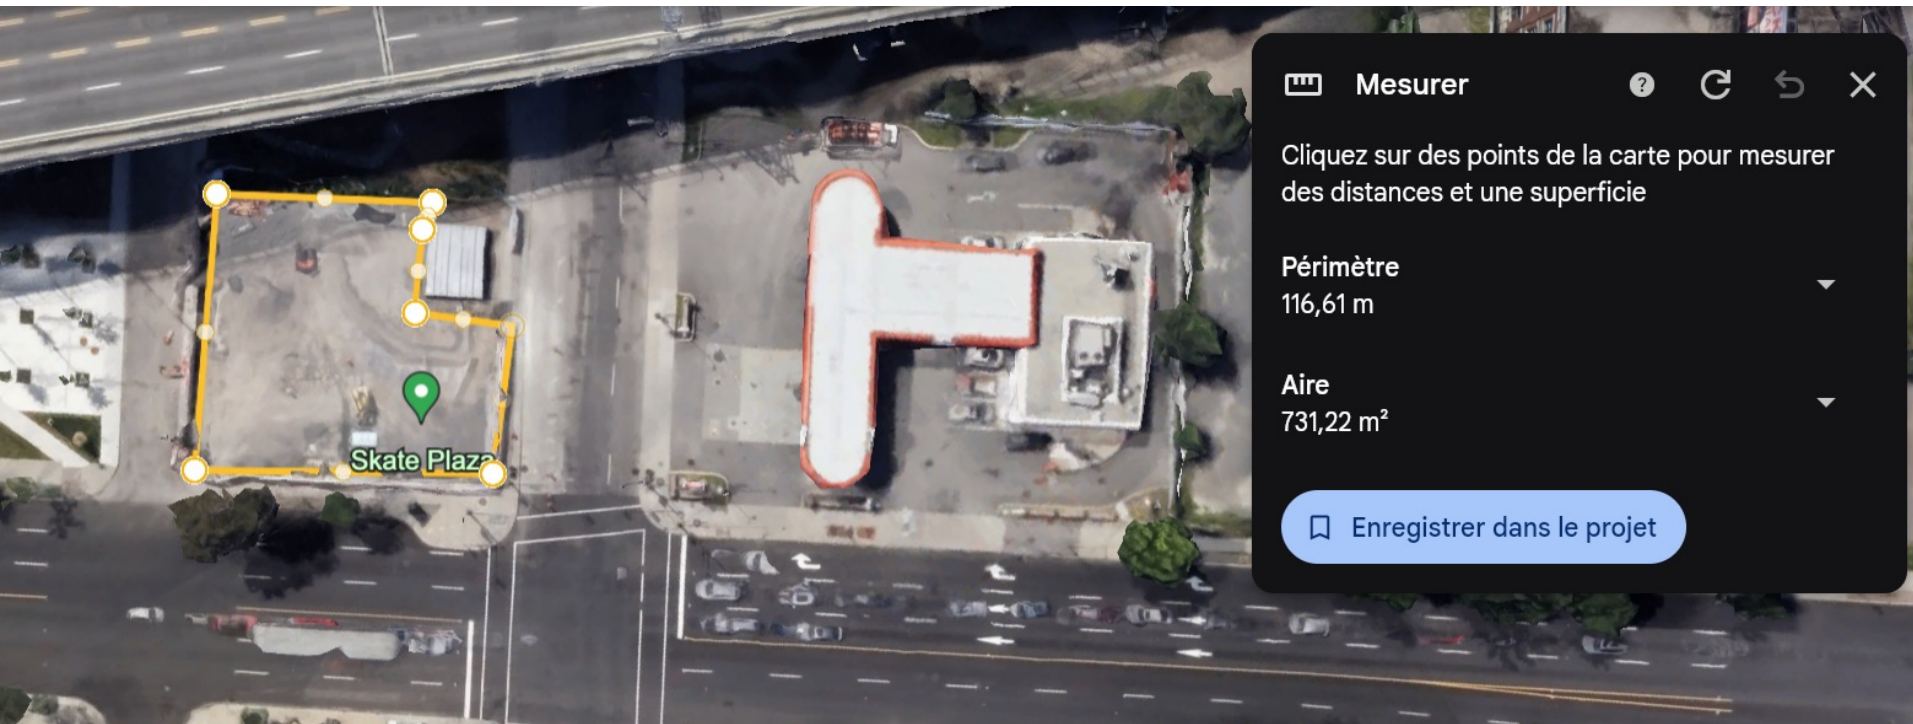 Mesurer
Cliquez sur des points de la carte pour mesurer
des distances et une superficie
Périmètre
116,61 m
Aire
731,22 m²
Enregistrer dans le projet
Skate Plaza